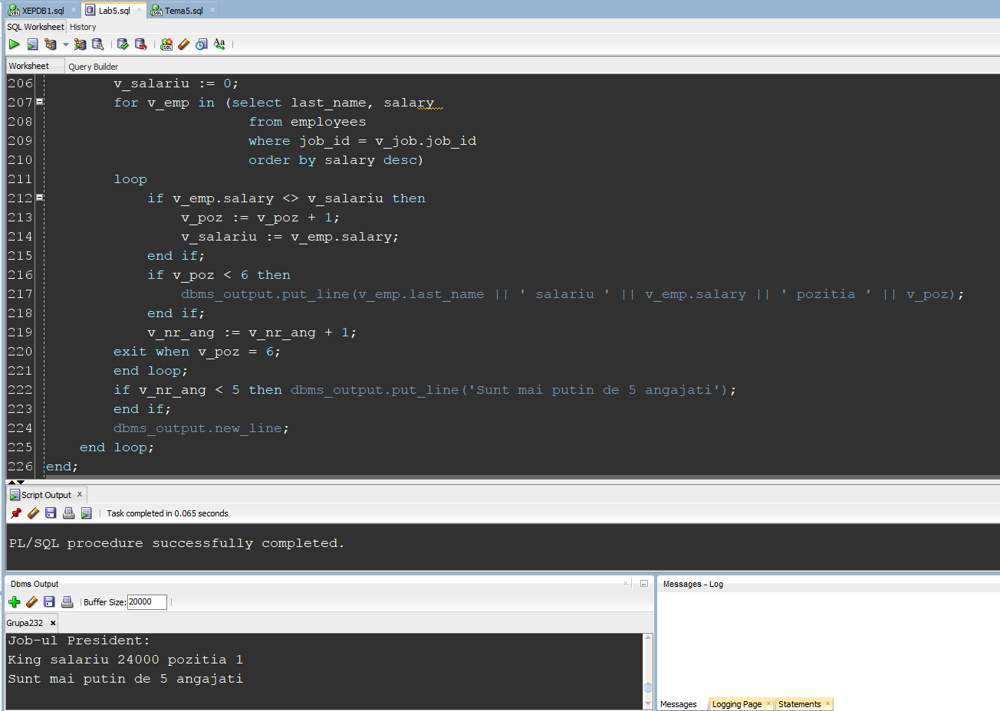 XEPDB1.sql × Lab5.sql × Tema5.sql ×
SQL Worksheet History
Aa
Worksheet Query Builder
206 v_salariu := 0;
207 for v_emp in (select last_name, salary
208 from employees
209 where job_id = v_job.job_id
210 order by salary desc)
211 loop
212 if v_emp.salary <> v_salariu then
213 v_poz := v_poz + 1;
214 v_salariu := v_emp.salary;
215 end if;
216 if v_poz < 6 then
217 dbms_output.put_line(v_emp.last_name || ' salariu ' || v_emp.salary || ' pozitia ' || v_poz);
218 end if;
219 v_nr_ang := v_nr_ang + 1;
220 exit when v_poz = 6;
221 end loop;
222 if v_nr_ang < 5 then dbms_output.put_line('Sunt mai putin de 5 angajati');
223 end if;
224 dbms_output.new_line;
225 end loop;
226 end;
Script Output ×
Task completed in 0.065 seconds
PL/SQL procedure successfully completed.
Dbms Output
Buffer Size: 20000
Grupa232 ×
Job-ul President:
King salariu 24000 pozitia 1
Sunt mai putin de 5 angajati
Messages - Log
Messages Logging Page × Statements ×